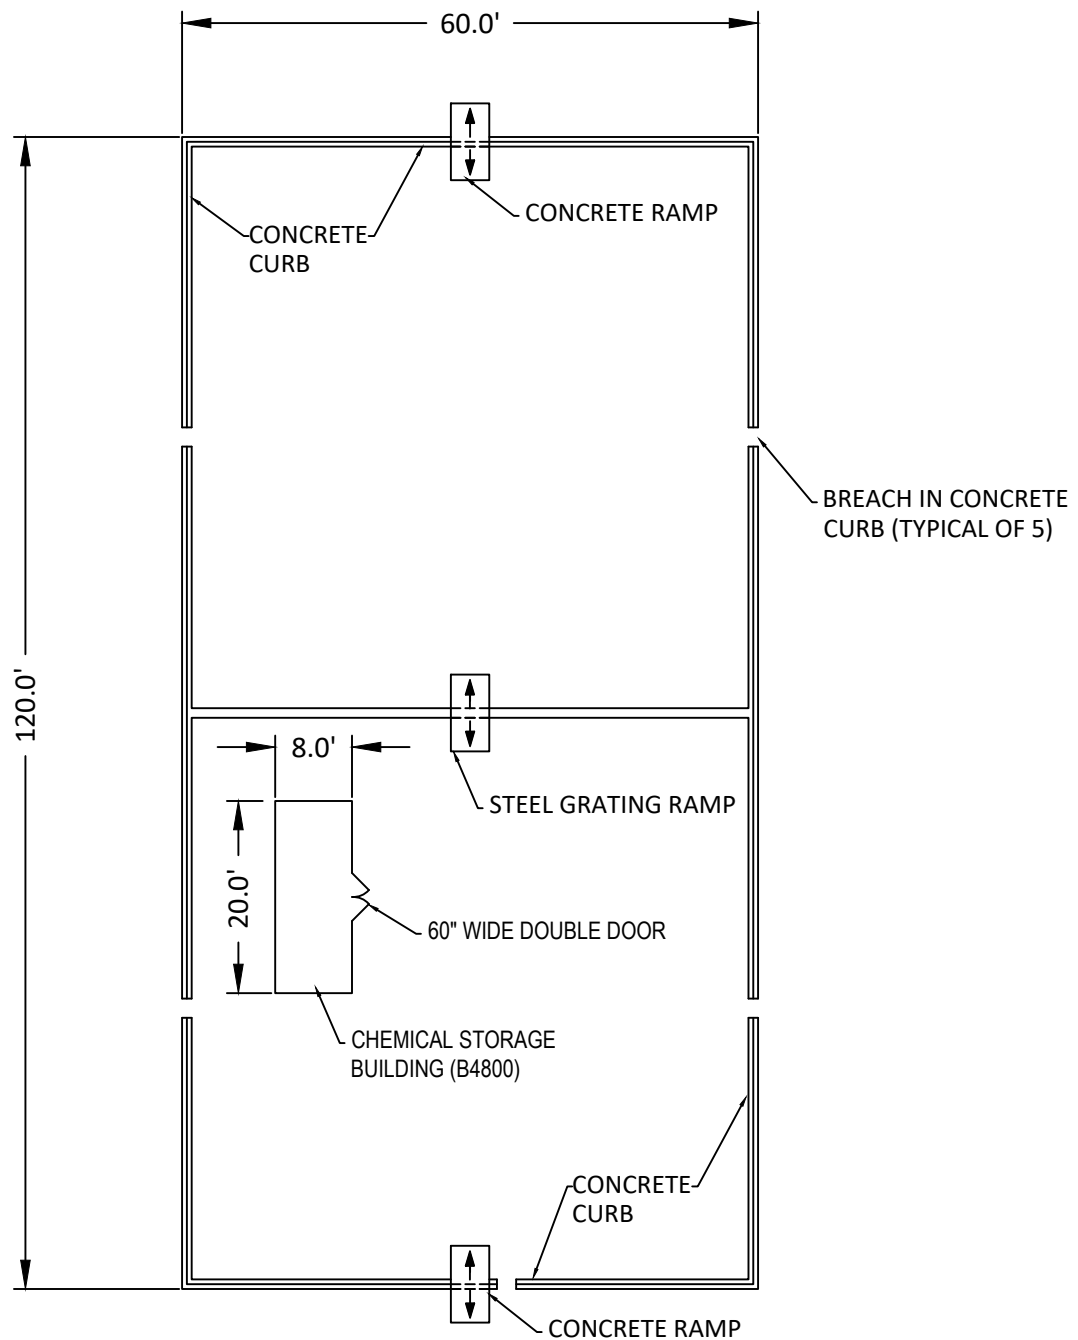 60.0'
CONCRETE RAMP
CONCRETE
CURB
BREACH IN CONCRETE
CURB (TYPICAL OF 5)
120.0'
8.0'
STEEL GRATING RAMP
20.0'
60" WIDE DOUBLE DOOR
CHEMICAL STORAGE
BUILDING (B4800)
CONCRETE
CURB
CONCRETE RAMP